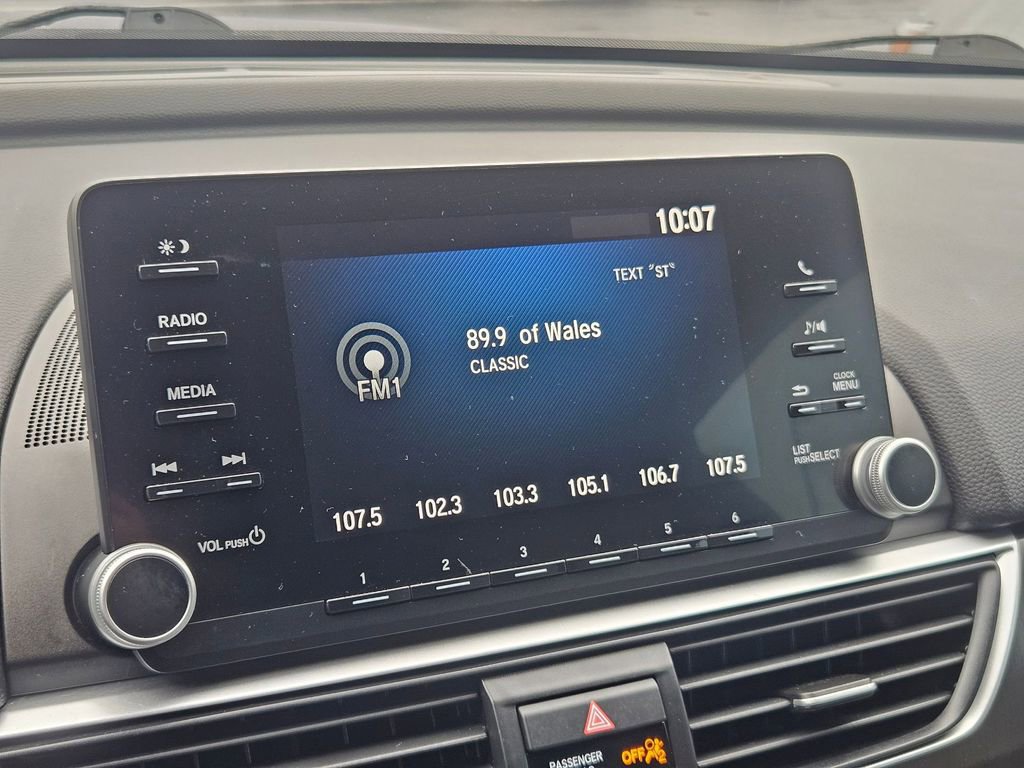 10:07
TEXT "ST"
RADIO
89.9 of Wales
CLASSIC
FM1
MEDIA
CLOCK
MENU
LIST
PUSH SELECT
107.5 102.3 103.3 105.1 106.7 107.5
VOL PUSH
1 2 3 4 5 6
PASSENGER
OFF 2